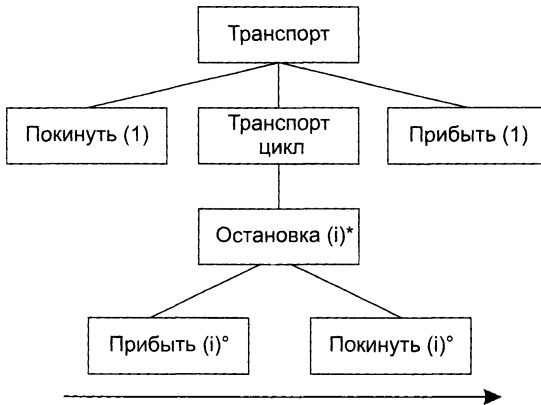 Транспорт
Покинуть (1)
Транспорт
цикл
Прибыть (1)
Остановка (i)*
Прибыть (i)°
Покинуть (i)°